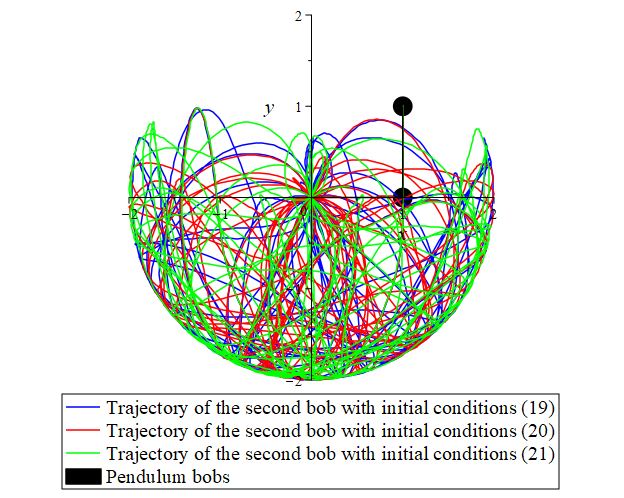 2
y
1
−2
−1
1
2
x
−2
Trajectory of the second bob with initial conditions (19)
Trajectory of the second bob with initial conditions (20)
Trajectory of the second bob with initial conditions (21)
Pendulum bobs